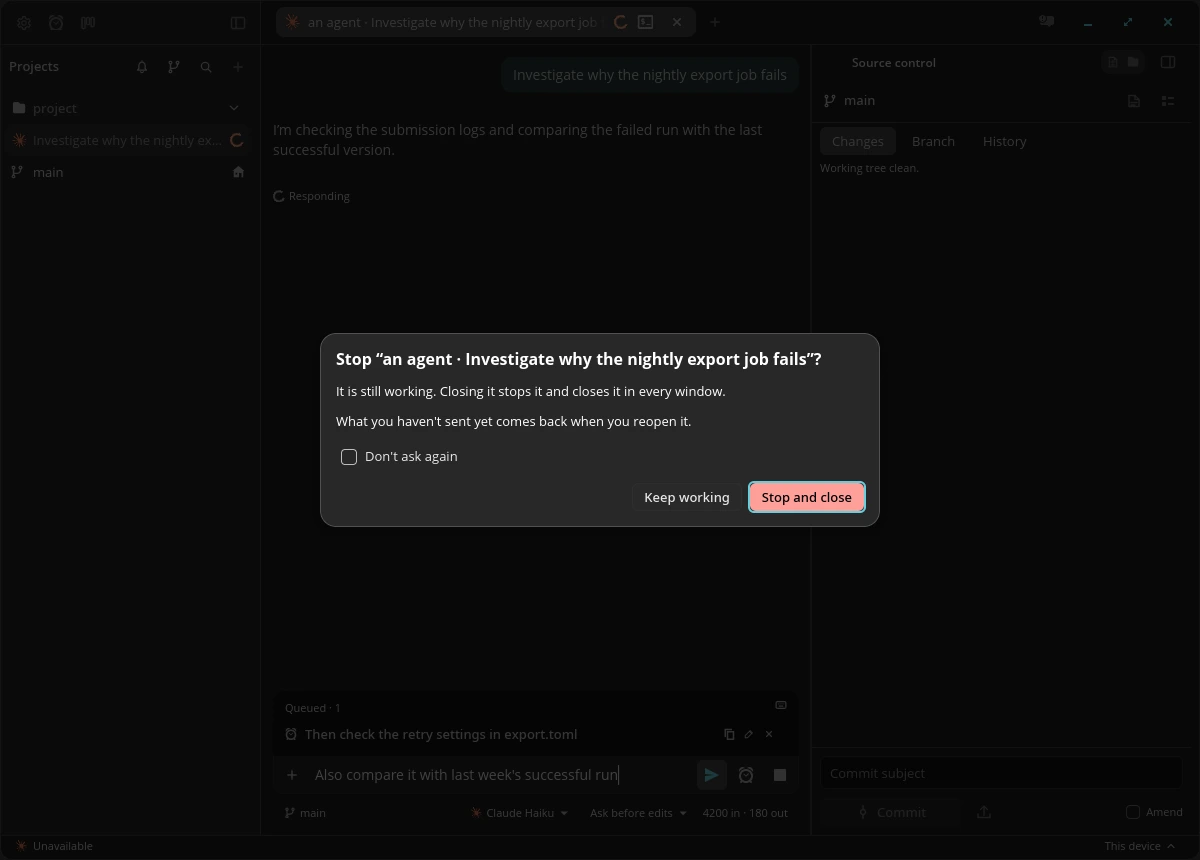 an agent · Investigate why the nightly export job
Projects
project
Investigate why the nightly ex...
main
Investigate why the nightly export job fails
I'm checking the submission logs and comparing the failed run with the last
successful version.
Responding
Source control
main
Changes
Branch
History
Working tree clean.
Stop “an agent · Investigate why the nightly export job fails”?
It is still working. Closing it stops it and closes it in every window.
What you haven't sent yet comes back when you reopen it.
Don't ask again
Keep working
Stop and close
Queued · 1
Then check the retry settings in export.toml
Also compare it with last week's successful run
main
Claude Haiku
Ask before edits
4200 in · 180 out
Commit subject
Commit
Amend
Unavailable
This device